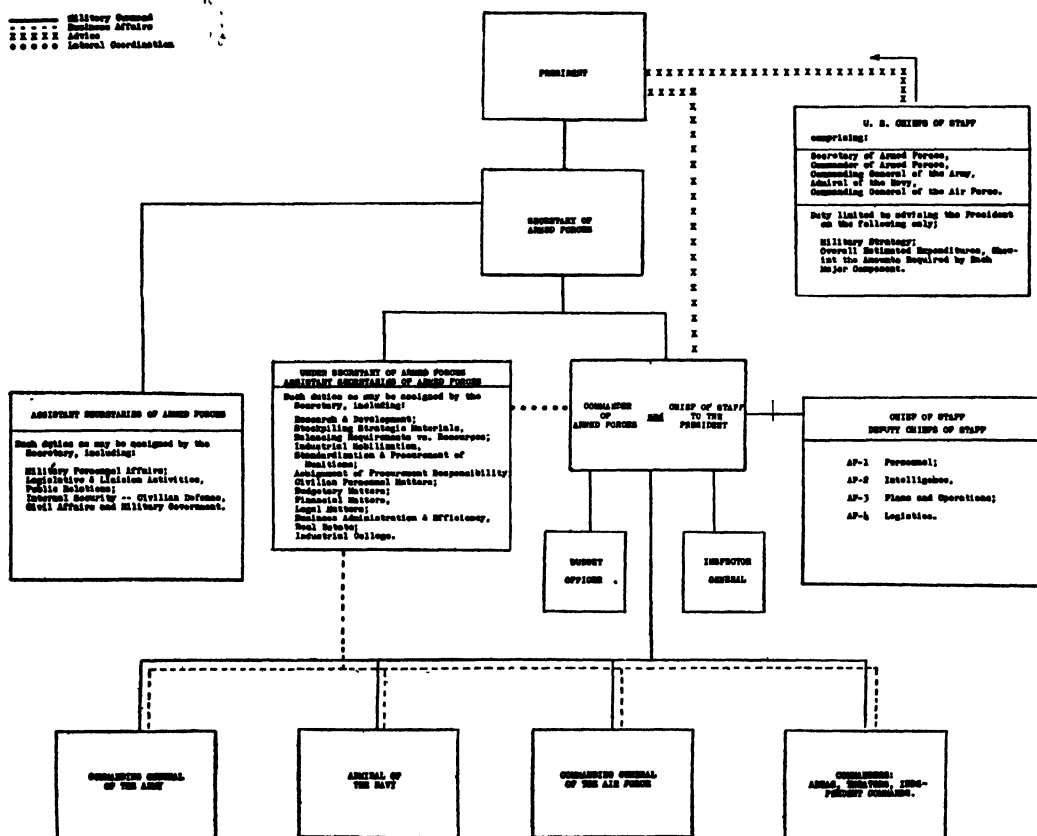 Military Command
Business Affairs
Advice
Lateral Coordination
PRESIDENT
U. S. CHIEFS OF STAFF
comprising:
Secretary of Armed Forces,
Commander of Armed Forces,
Commanding General of the Army,
Admiral of the Navy,
Commanding General of the Air Force.
Duty limited to advising the President
on the following only;
Military Strategy;
Overall Estimated Expenditures, Show-
int the Amounts Required by Each
Major Component.
SECRETARY OF
ARMED FORCES
ASSISTANT SECRETARIES OF ARMED FORCES
Such duties as may be assigned by the
Secretary, including:
Military Personnel Affairs;
Legislative & Liaision Activities,
Public Relations;
Internal Security -- Civilian Defense,
Civil Affairs and Military Government.
UNDER SECRETARY OF ARMED FORCES
ASSISTANT SECRETARIES OF ARMED FORCES
Such duties as may be assigned by the
Secretary, including:
Research & Development;
Stockpiling Strategic Materials,
Balancing Requirements vs. Resources;
Industrial Mobilization,
Standardization & Procurement of
Munitions;
Assignment of Procurement Responsibility;
Civilian Personnel Matters;
Budgetary Matters;
Financial Matters,
Legal Matters;
Business Administration & Efficiency,
Real Estate;
Industrial College.
COMMANDER
OF
ARMED FORCES
and
CHIEF OF STAFF
TO THE
PRESIDENT
CHIEF OF STAFF
DEPUTY CHIEFS OF STAFF
AF-1 Personnel;
AF-2 Intelligence,
AF-3 Plans and Operations;
AF-4 Logistics.
BUDGET
OFFICER
INSPECTOR
GENERAL
COMMANDING GENERAL
OF THE ARMY
ADMIRAL OF
THE NAVY
COMMANDING GENERAL
OF THE AIR FORCE
COMMANDERS:
AREAS, THEATERS, INDE-
PENDENT COMMANDS.